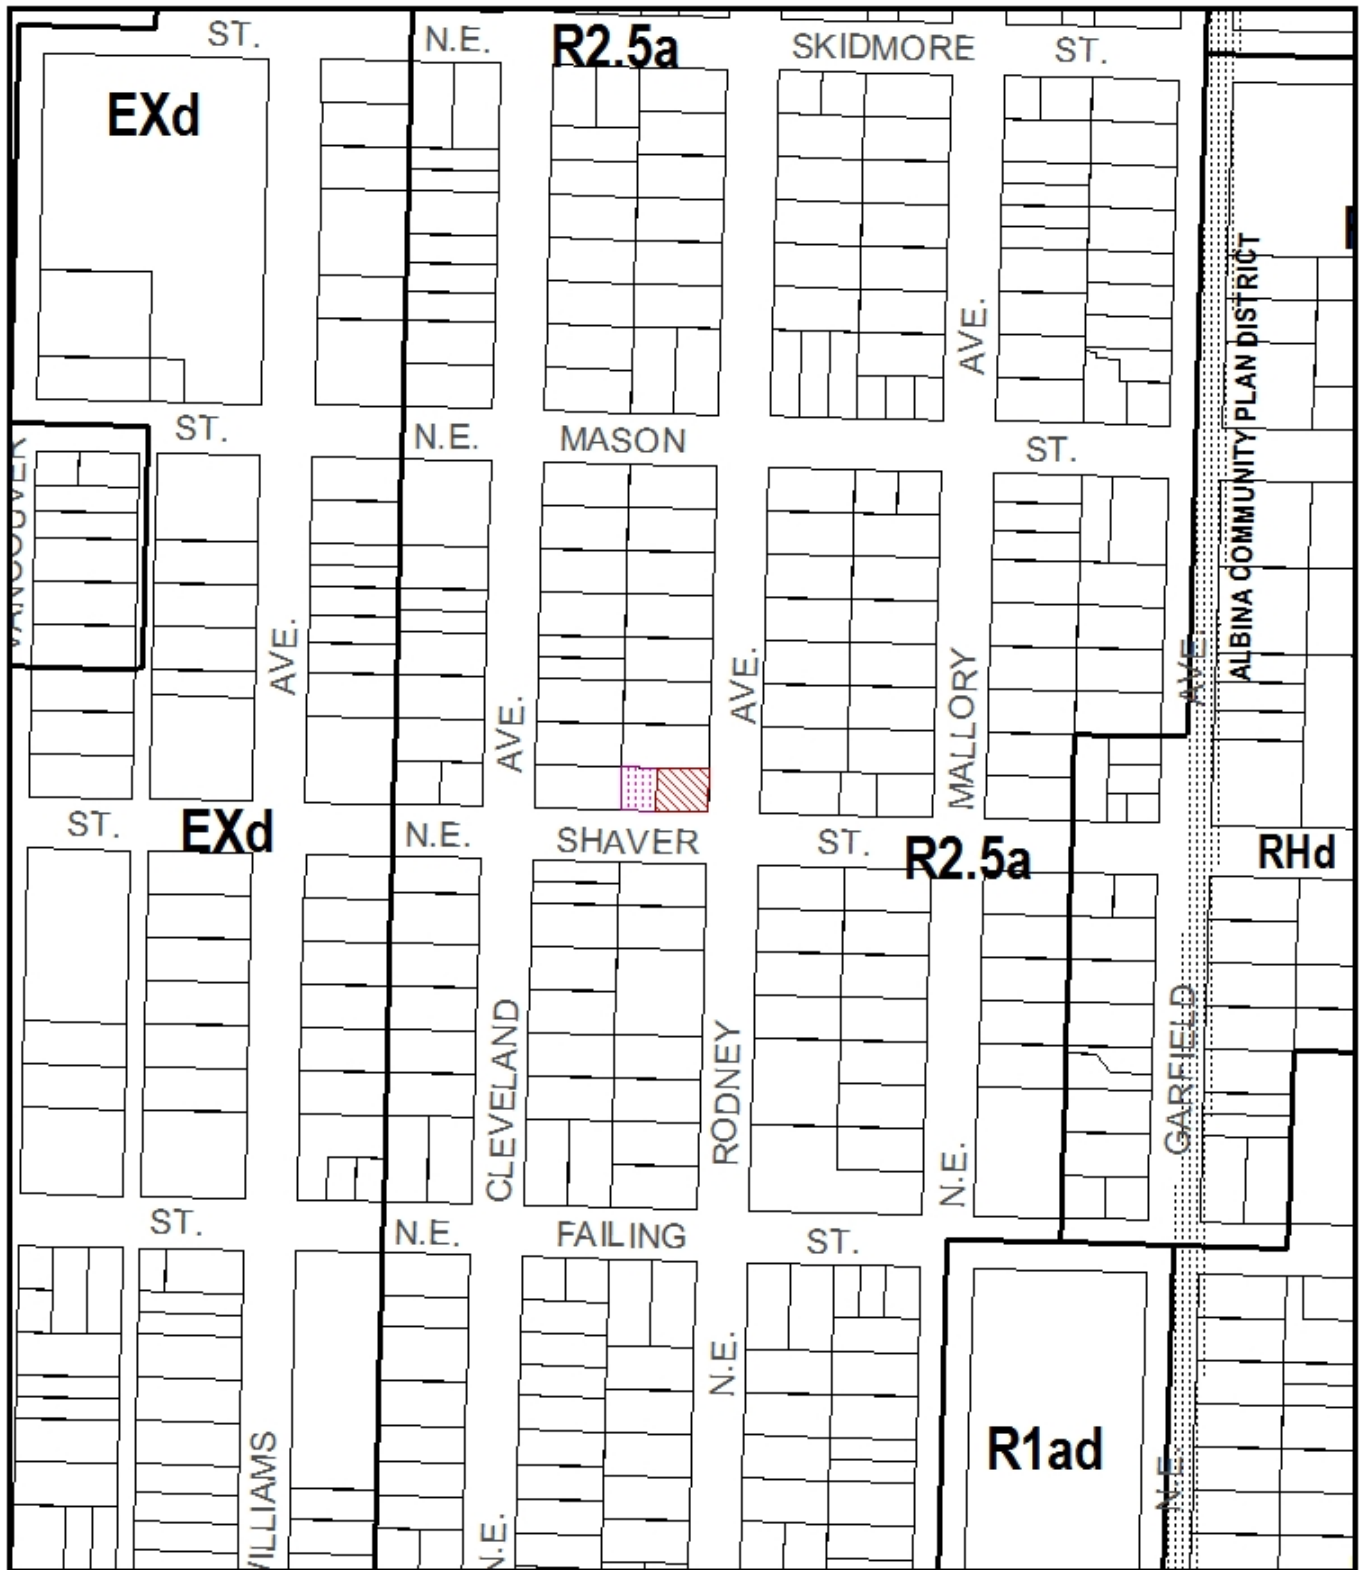 ST.
N.E.
R2.5a
SKIDMORE
ST.
EXd
ALBINA COMMUNITY PLAN DISTRICT
AVE.
ST.
N.E.
MASON
ST.
VANCOUVER
AVE.
AVE.
AVE.
MALLORY
AVE.
ST.
EXd
N.E.
SHAVER
ST.
R2.5a
RHd
CLEVELAND
RODNEY
GARFIELD
N.E.
ST.
N.E.
FAILING
ST.
N.E.
R1ad
WILLIAMS
N.E.
N.E.